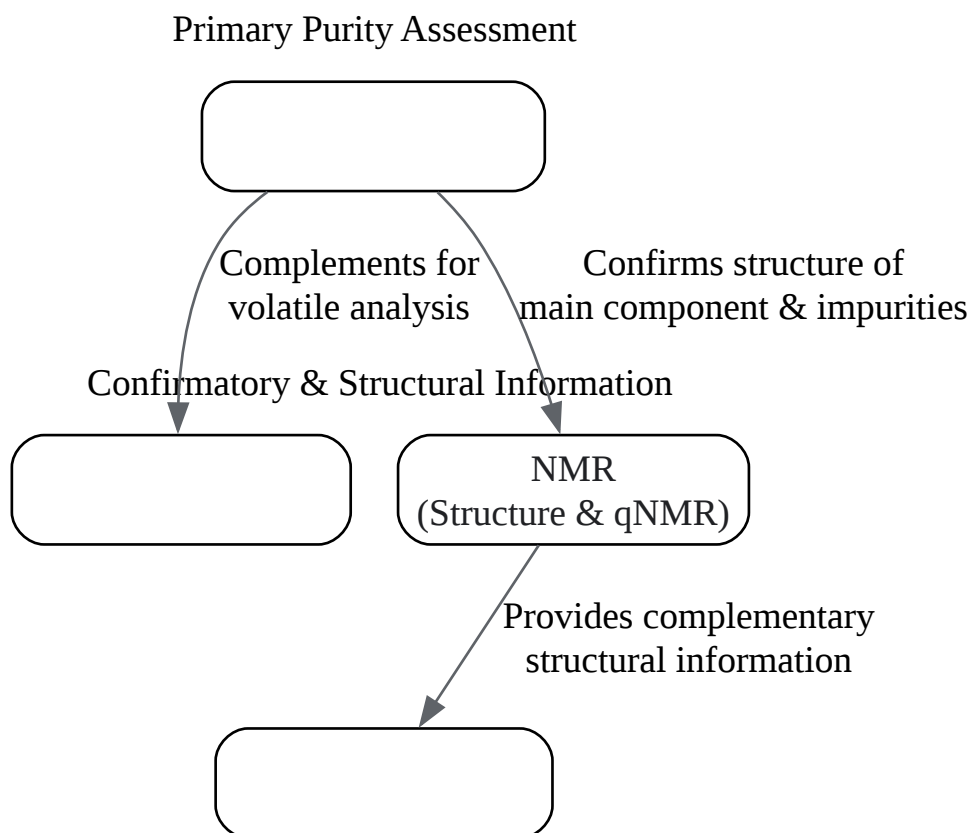 Primary Purity Assessment
Complements for
volatile analysis
Confirms structure of
main component & impurities
Confirmatory & Structural Information
NMR
(Structure & qNMR)
Provides complementary
structural information